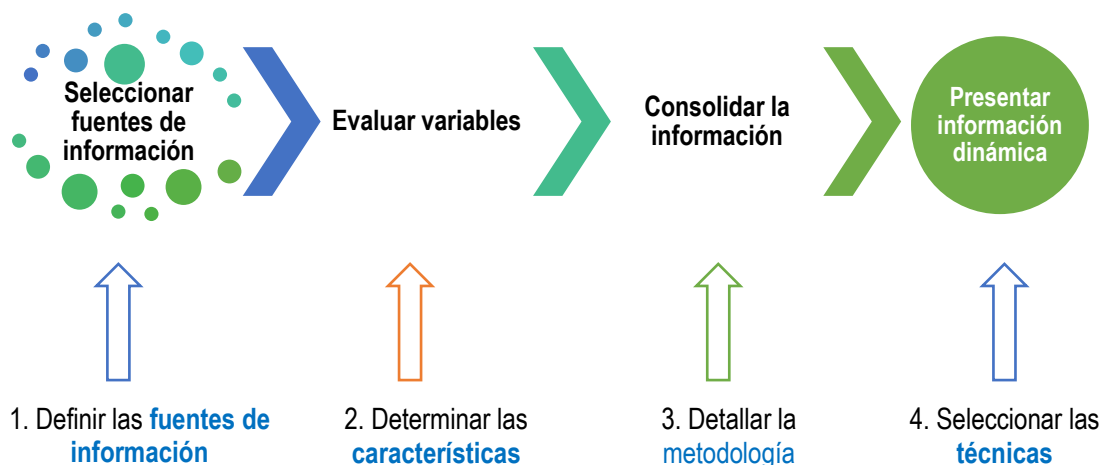 Seleccionar
fuentes de
información
Evaluar variables
Consolidar la
información
Presentar
información
dinámica
1. Definir las fuentes de
información
2. Determinar las
características
3. Detallar la
metodología
4. Seleccionar las
técnicas